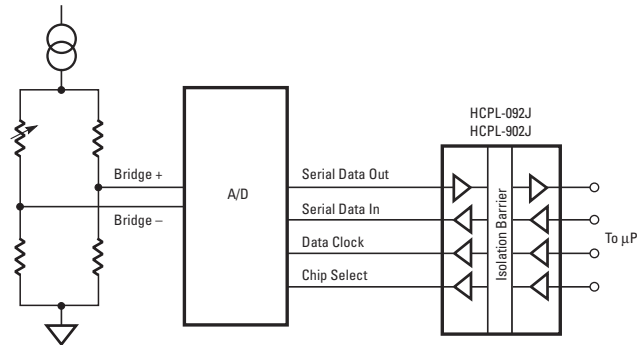 HCPL-092J
HCPL-902J
Bridge +
Bridge –
A/D
Serial Data Out
Serial Data In
Data Clock
Chip Select
Isolation Barrier
To µP